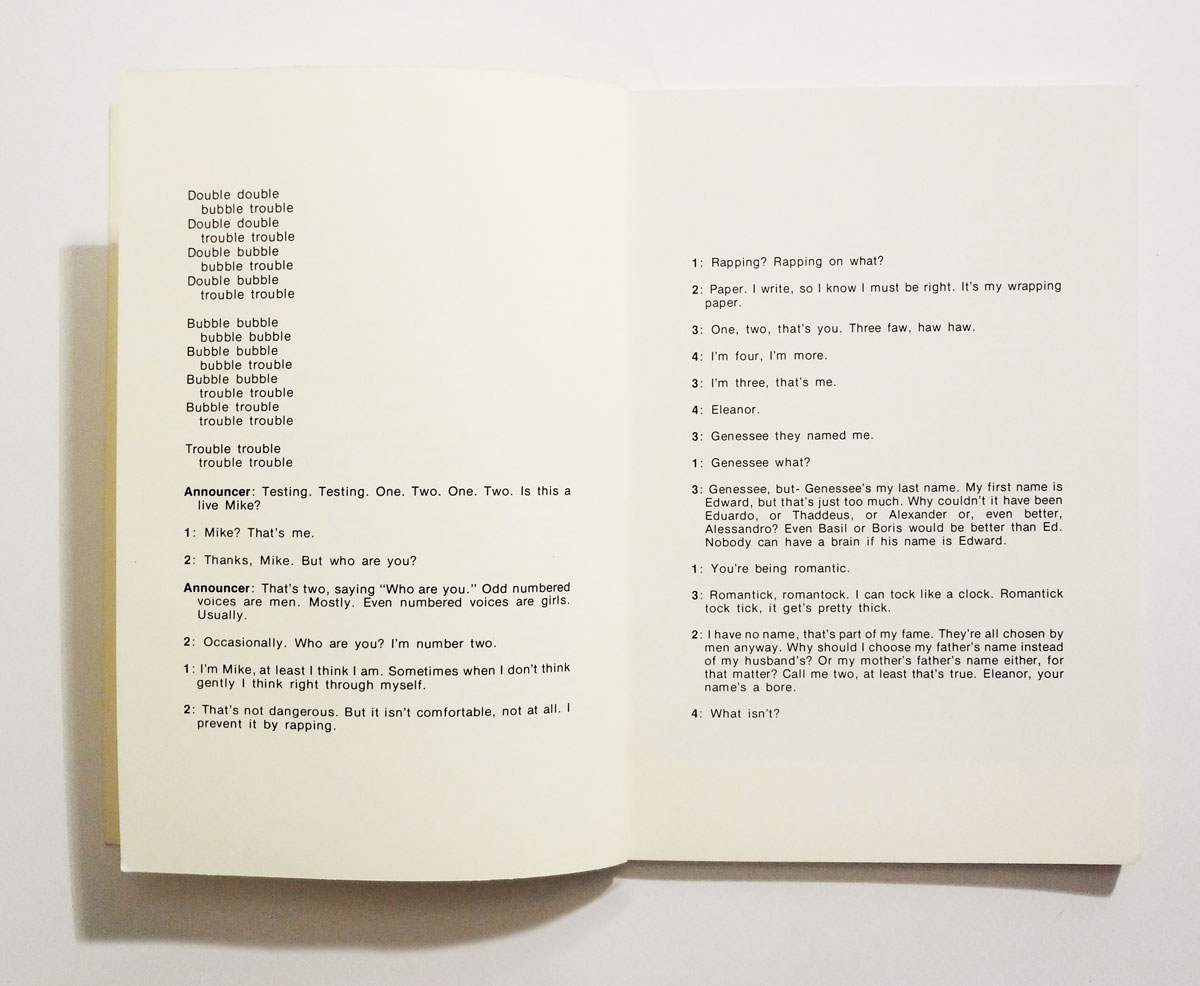 Double double
bubble trouble
Double double
trouble trouble
Double bubble
bubble trouble
Double bubble
trouble trouble
Bubble bubble
bubble bubble
Bubble bubble
bubble trouble
Bubble bubble
trouble trouble
Bubble trouble
trouble trouble
Trouble trouble
trouble trouble
Announcer: Testing. Testing. One. Two. One. Two. Is this a
live Mike?
1: Mike? That's me.
2: Thanks, Mike. But who are you?
Announcer: That's two, saying "Who are you." Odd numbered
voices are men. Mostly. Even numbered voices are girls.
Usually.
2: Occasionally. Who are you? I'm number two.
1: I'm Mike, at least I think I am. Sometimes when I don't think
gently I think right through myself.
2: That's not dangerous. But it isn't comfortable, not at all. I
prevent it by rapping.
1: Rapping? Rapping on what?
2: Paper. I write, so I know I must be right. It's my wrapping
paper.
3: One, two, that's you. Three faw, haw haw.
4: I'm four, I'm more.
3: I'm three, that's me.
4: Eleanor.
3: Genessee they named me.
1: Genessee what?
3: Genessee, but- Genessee's my last name. My first name is
Edward, but that's just too much. Why couldn't it have been
Eduardo, or Thaddeus, or Alexander or, even better,
Alessandro? Even Basil or Boris would be better than Ed.
Nobody can have a brain if his name is Edward.
1: You're being romantic.
3: Romantick, romantock. I can tock like a clock. Romantick
tock tick, it get's pretty thick.
2: I have no name, that's part of my fame. They're all chosen by
men anyway. Why should I choose my father's name instead
of my husband's? Or my mother's father's name either, for
that matter? Call me two, at least that's true. Eleanor, your
name's a bore.
4: What isn't?